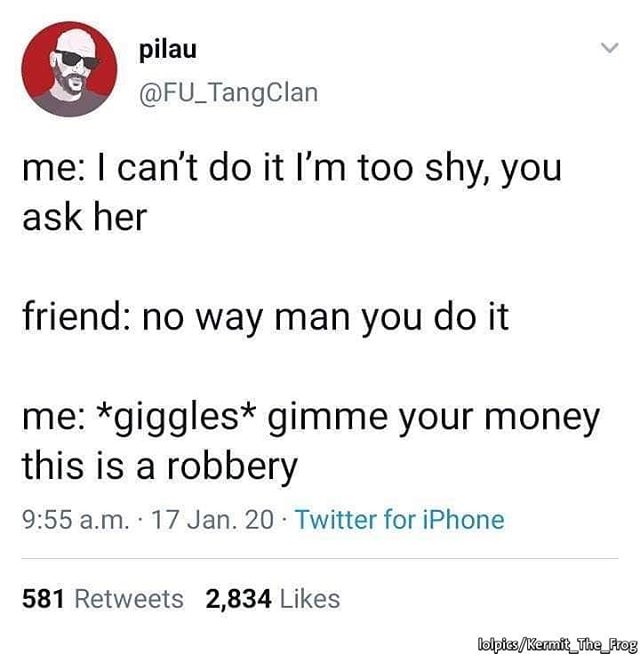 pilau
@FU_TangClan
me: I can't do it I'm too shy, you
ask her
friend: no way man you do it
me: *giggles* gimme your money
this is a robbery
9:55 a.m. · 17 Jan. 20 · Twitter for iPhone
581 Retweets 2,834 Likes
lolpics/Kermit_The_Frog